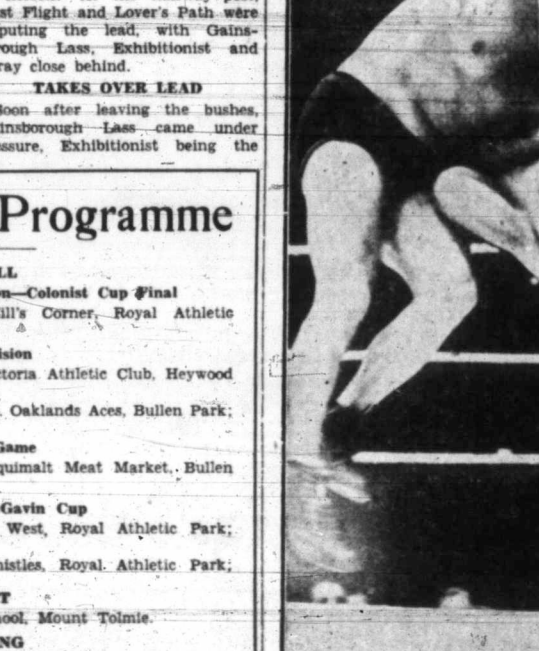 st Flight and Lover's Path were
puting the lead, with Gains-
rough Lass, Exhibitionist and
ray close behind.
TAKES OVER LEAD
Soon after leaving the bushes,
insborough Lass came under
ssure, Exhibitionist being the
Programme
LL
n—Colonist Cup Final
ill's Corner, Royal Athletic
ision
ctoria Athletic Club, Heywood
. Oaklands Aces, Bullen Park;
Game
quimalt Meat Market, Bullen
Gavin Cup
West, Royal Athletic Park;
histles, Royal Athletic Park;
T
hool, Mount Tolmie.
NG